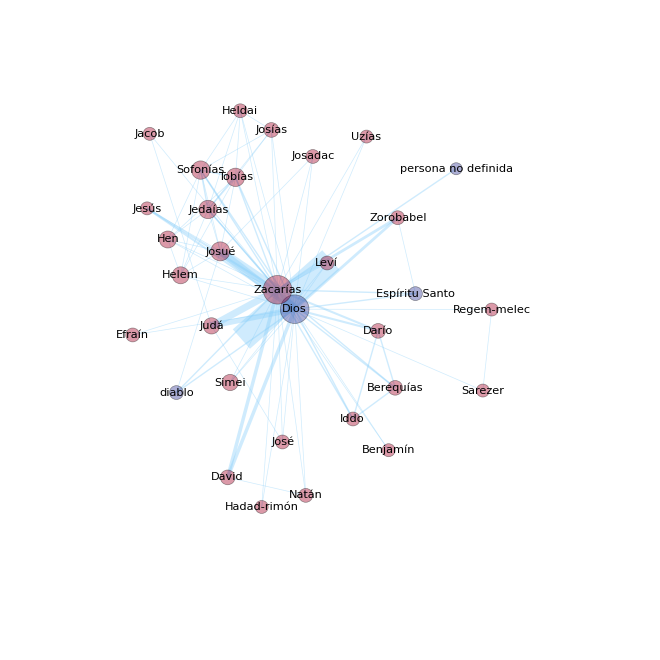 Heldai
Josías
Jacob
Uzías
Josadac
persona no definida
Sofonías
Tobías
Jesús
Jedaías
Zorobabel
Hen
Josué
Leví
Helem
Zacarías
Espíritu Santo
Dios
Regem-melec
Judá
Darío
Efraín
Simei
Berequías
diablo
Sarezer
Iddo
José
Benjamín
David
Natán
Hadad-rimón